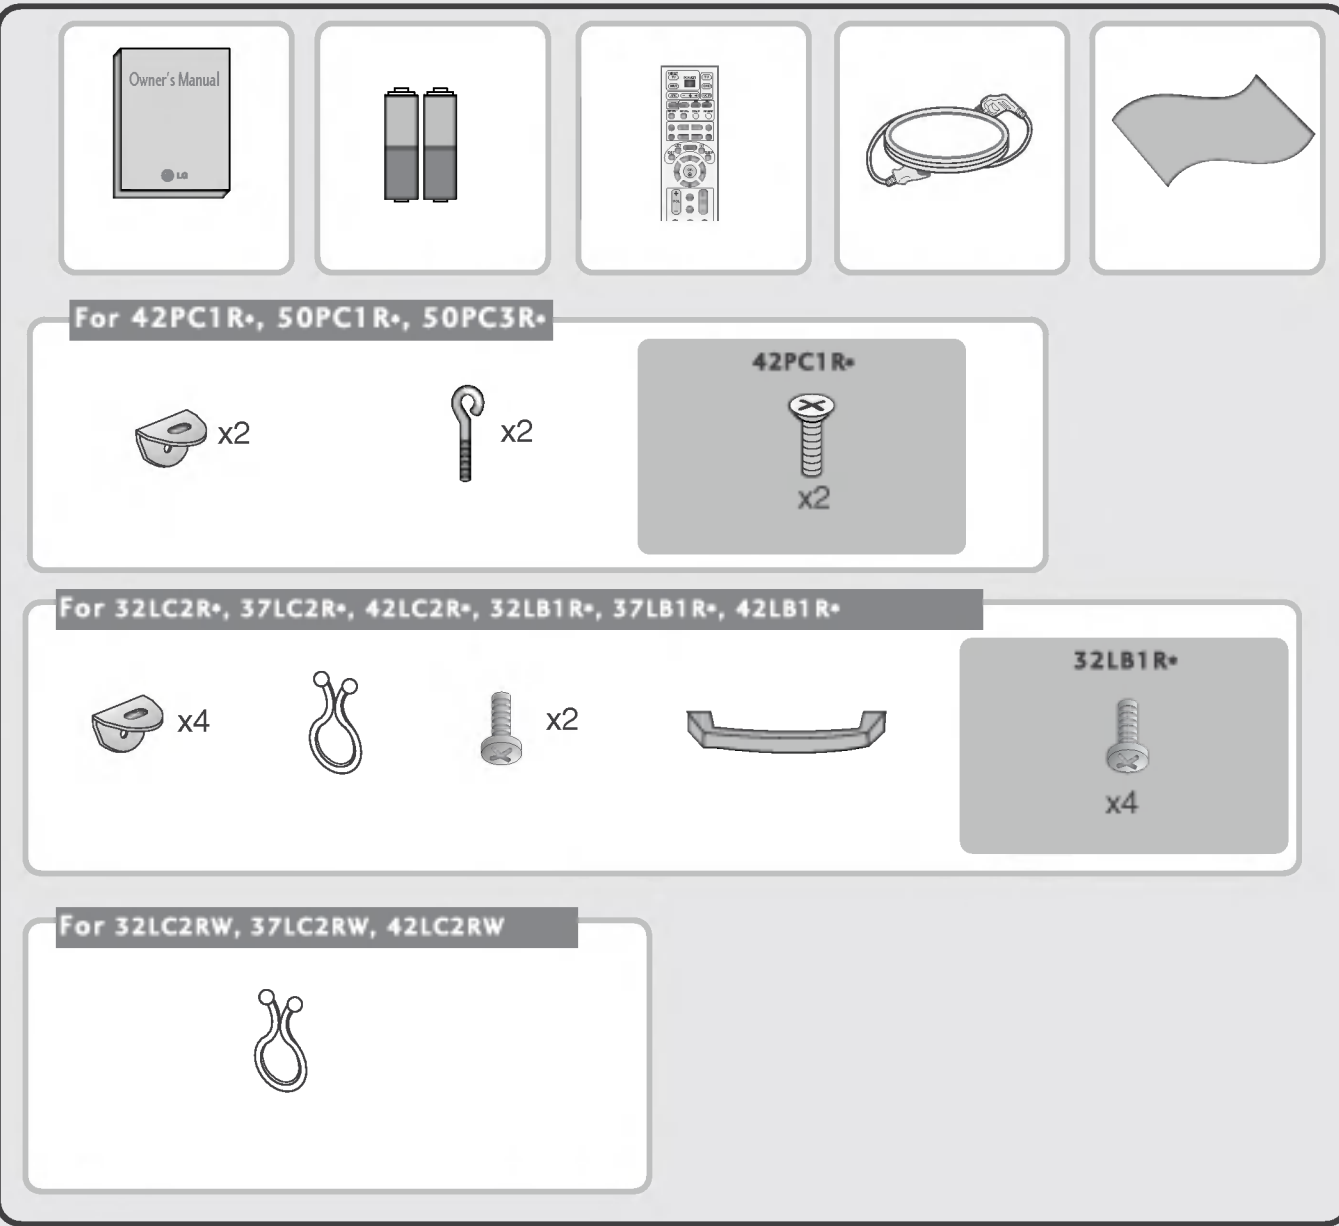 Owner's Manual
LG
For 42PC1R•, 50PC1R•, 50PC3R•
x2
x2
42PC1R•
x2
For 32LC2R•, 37LC2R•, 42LC2R•, 32LB1R•, 37LB1R•, 42LB1R•
x4
x2
32LB1R•
x4
For 32LC2RW, 37LC2RW, 42LC2RW